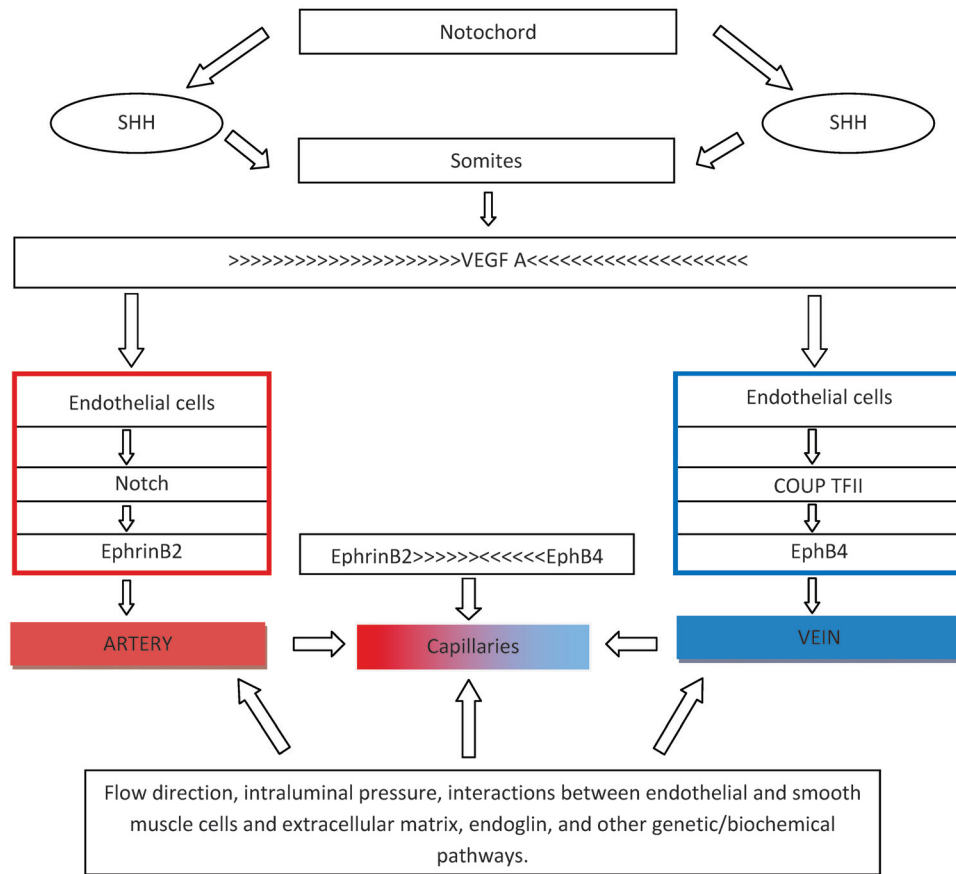 Notochord
SHH
SHH
Somites
>>>>>>>>>>>>>>>>>>>>>VEGF A<<<<<<<<<<<<<<<<<<<<
Endothelial cells
Endothelial cells
Notch
COUP TFII
EphrinB2
EphB4
EphrinB2>>>>>><<<<<<EphB4
ARTERY
Capillaries
VEIN
Flow direction, intraluminal pressure, interactions between endothelial and smooth
muscle cells and extracellular matrix, endoglin, and other genetic/biochemical
pathways.